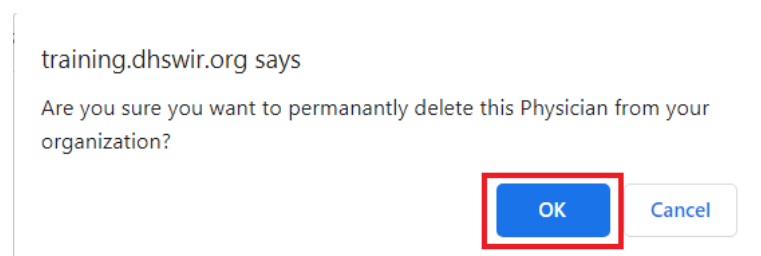 training.dhswir.org says
Are you sure you want to permanantly delete this Physician from your
organization?
OK Cancel